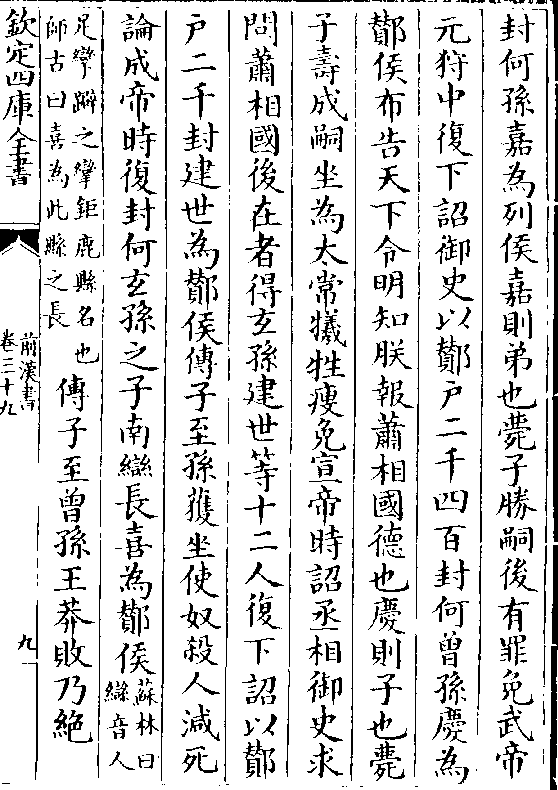 封何孫嘉為列侯嘉則弟也薨子勝嗣後有罪免武帝
元狩中復下詔御史以酇户二千四百封何曾孫慶為
酇侯布告天下令明知朕報蕭相國德也慶則子也薨
子壽成嗣坐為太常犧牲瘦免宣帝時詔丞相御史求
問蕭相國後在者得玄孫建世等十二人復下詔以酇
户二千封建世為酇侯傳子至孫獲坐使奴殺人減死
論成帝時復封何玄孫之子南䜌長喜為酇侯蘇林曰䜌音人
足攣躃之攣鉅鹿縣名也師古曰喜為此縣之長傳子至曾孫王莽敗乃絶
欽定四庫全書
前漢書
卷三十九
九